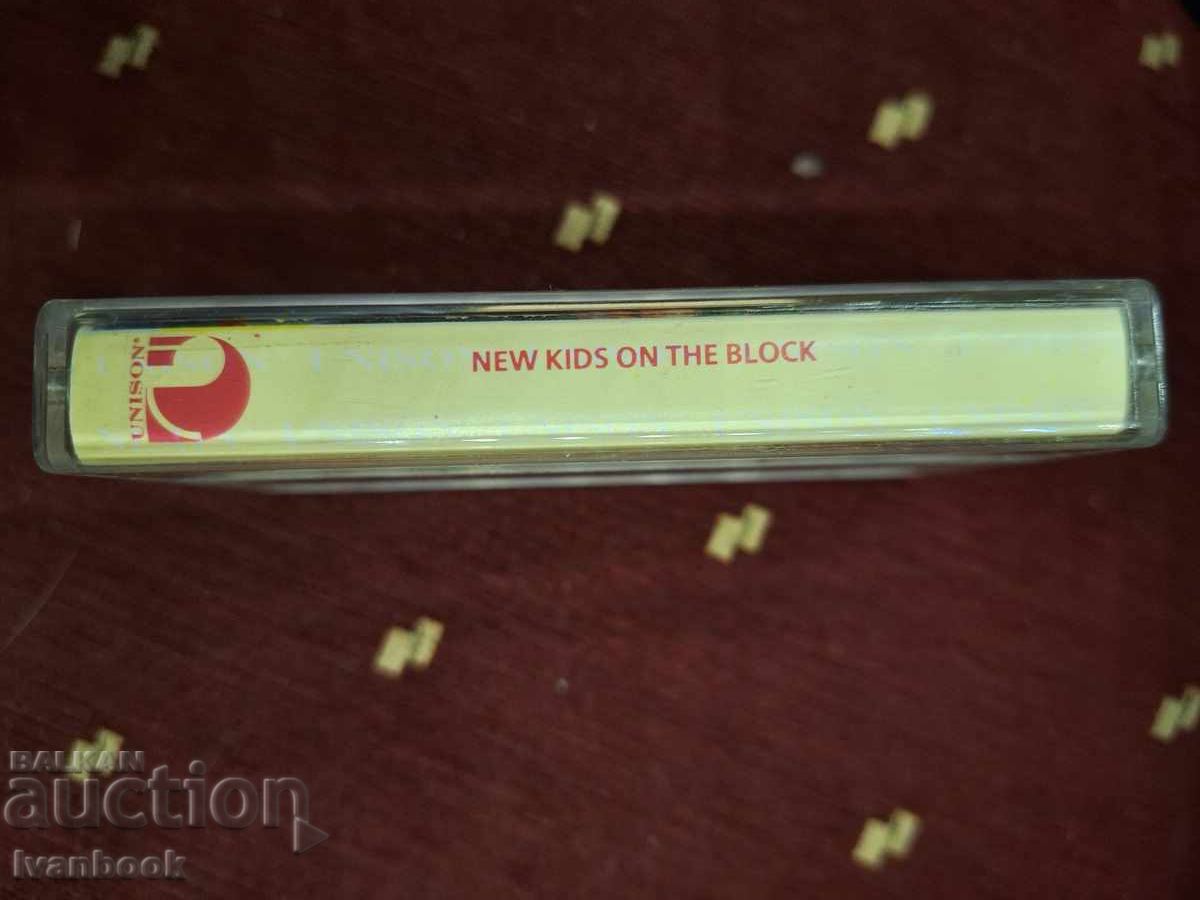 UNISON®
NEW KIDS ON THE BLOCK
BALKAN
auction
Ivanbook